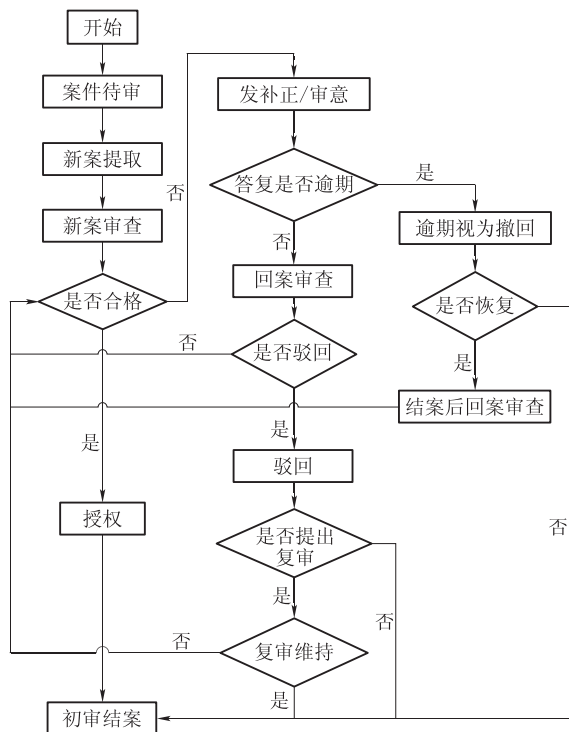 开始
案件待审
新案提取
新案审查
是否合格
否
是
授权
初审结案
发补正/审意
答复是否逾期
是
否
回案审查
是否驳回
否
是
驳回
是否提出
复审
是
否
复审维持
否
是
逾期视为撤回
是否恢复
是
否
结案后回案审查